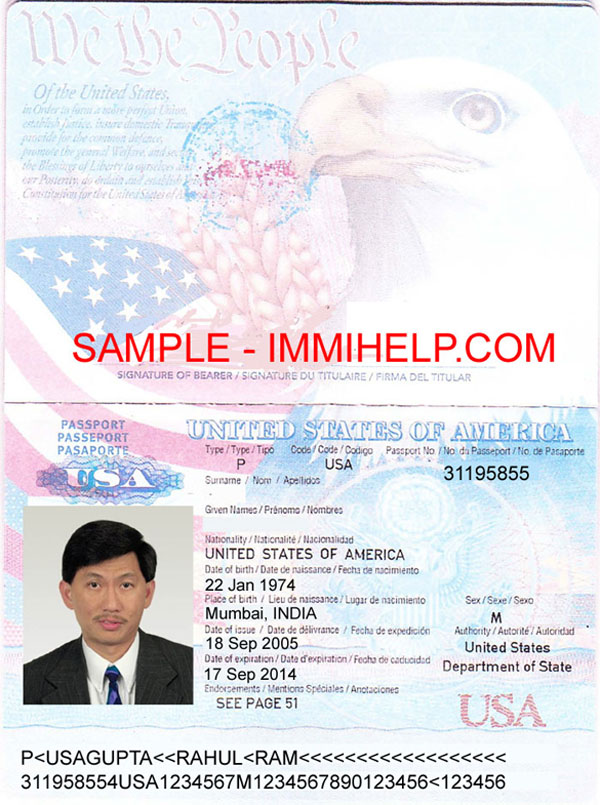 We the People
Of the United States,
in Order to form a more perfect Union,
establish Justice, insure domestic
provide for the common defence,
promote the general Welfare, and
the Blessings of Liberty to ourselves
our Posterity, do ordain and establish
Constitution for the United States of
SAMPLE - IMMIHELP.COM
SIGNATURE OF BEARER / SIGNATURE DU TITULAIRE / FIRMA DEL TITULAR
PASSPORT
PASSEPORT
PASAPORTE
USA
UNITED STATES OF AMERICA
Type / Type / Tipo Code / Code / Codigo Passport No. / No. du Passeport / No. de Pasaporte
P USA 31195855
Surname / Nom / Apellidos
Given Names / Prénoms / Nombres
Nationality / Nationalité / Nacionalidad
UNITED STATES OF AMERICA
Date of birth / Date de naissance / Fecha de nacimiento
22 Jan 1974
Place of birth / Lieu de naissance / Lugar de nacimiento Sex / Sexe / Sexo
Mumbai, INDIA M
Date of issue / Date de délivrance / Fecha de expedición Authority / Autorité / Autoridad
18 Sep 2005 United States
Date of expiration / Date d'expiration / Fecha de caducidad Department of State
17 Sep 2014
Endorsements / Mentions Spéciales / Anotaciones
SEE PAGE 51
USA
P<USAGUPTA<<RAHUL<RAM<<<<<<<<<<<<<<<<<<
311958554USA1234567M1234567890123456<123456